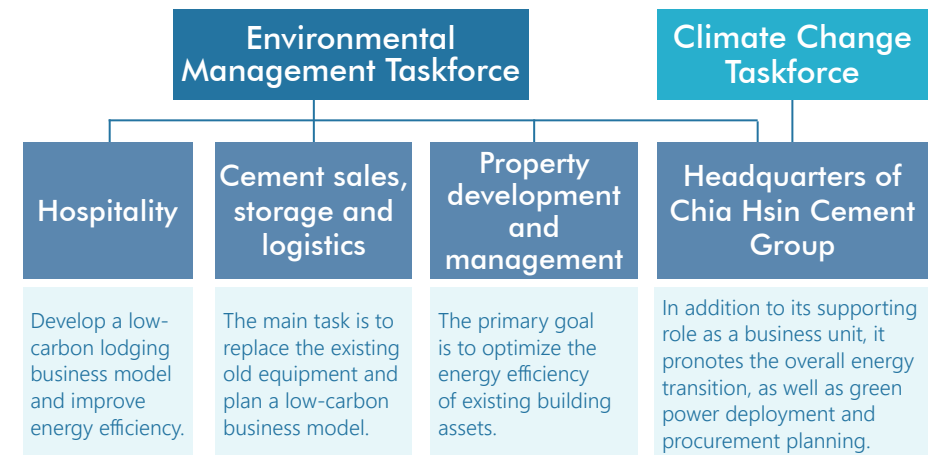 Environmental
Management Taskforce
Climate Change
Taskforce
Hospitality
Cement sales,
storage and
logistics
Property
development
and
management
Headquarters of
Chia Hsin Cement
Group
Develop a low-
carbon lodging
business model
and improve
energy efficiency.
The main task is to
replace the existing
old equipment and
plan a low-carbon
business model.
The primary goal
is to optimize the
energy efficiency
of existing building
assets.
In addition to its supporting
role as a business unit, it
pronotes the overall energy
transition, as well as green
power deployment and
procurement planning.